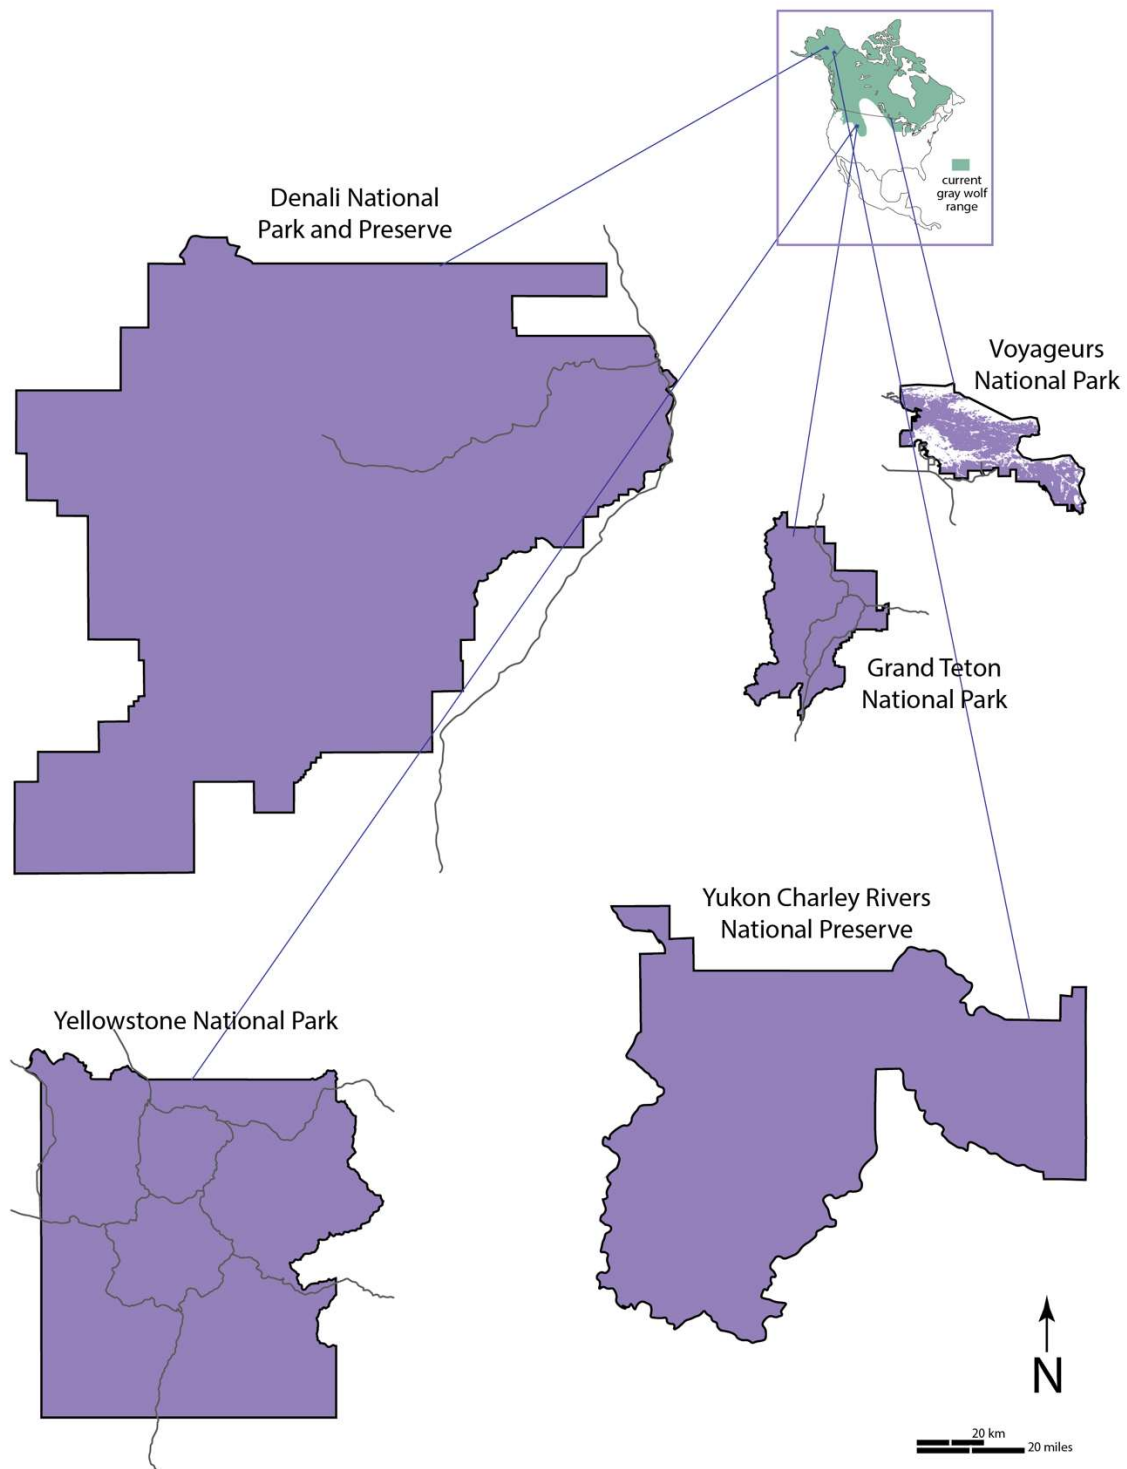 current
gray wolf
range
Denali National
Park and Preserve
Voyageurs
National Park
Grand Teton
National Park
Yukon Charley Rivers
National Preserve
Yellowstone National Park
N
20 km
20 miles